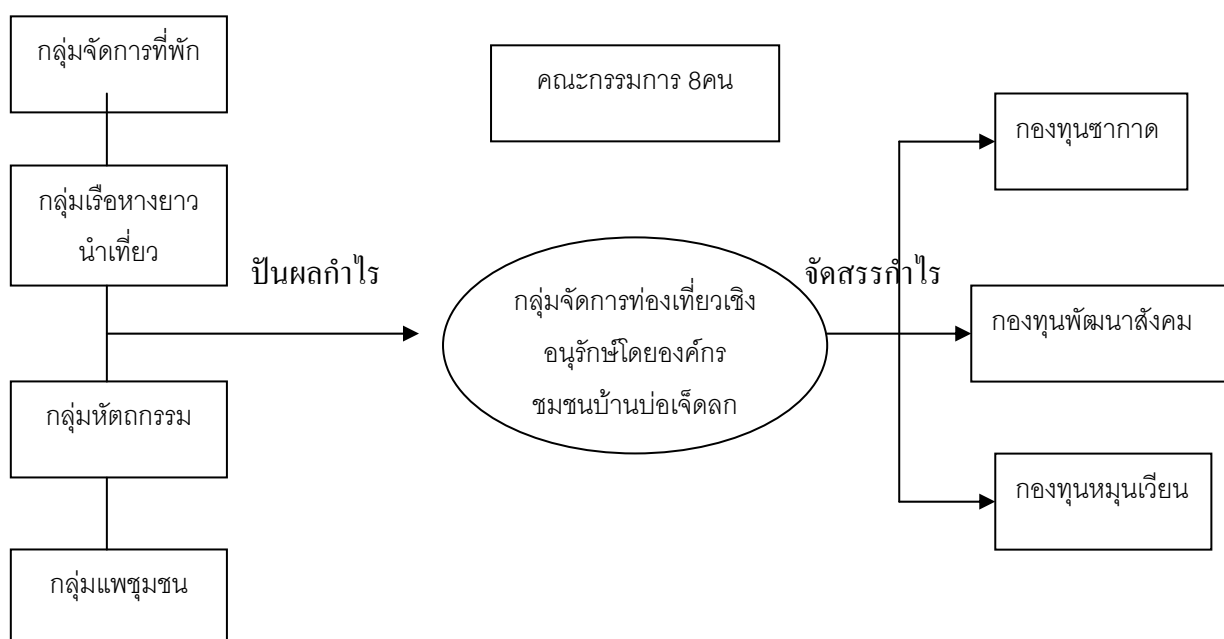 กลุ่มจัดการที่พัก
คณะกรรมการ 8คน
กองทุนซากาด
กลุ่มเรือหางยาว
นำเที่ยว
ปันผลกำไร
จัดสรรกำไร
กลุ่มจัดการท่องเที่ยวเชิง
อนุรักษ์โดยองค์กร
ชมชนบ้านบ่อเจ็ดลก
กองทุนพัฒนาสังคม
กลุ่มหัตถกรรม
กองทุนหมุนเวียน
กลุ่มแพชุมชน